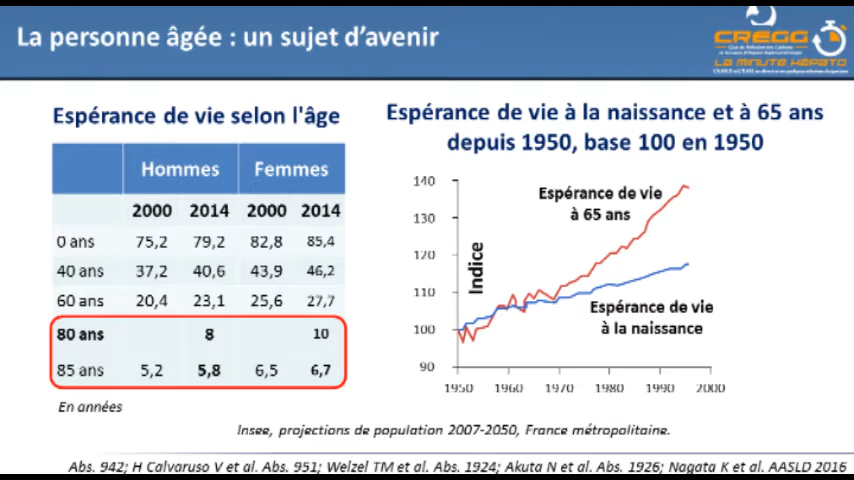 La personne âgée : un sujet d'avenir
CREGG
LA MINUTE HÉPATO
Espérance de vie selon l'âge
Hommes Femmes
2000 2014 2000 2014
0 ans 75,2 79,2 82,8 85,4
40 ans 37,2 40,6 43,9 46,2
60 ans 20,4 23,1 25,6 27,7
80 ans 8 10
85 ans 5,2 5,8 6,5 6,7
En années
Espérance de vie à la naissance et à 65 ans
depuis 1950, base 100 en 1950
140
130
120
110
100
90
Indice
Espérance de vie
à 65 ans
Espérance de vie
à la naissance
1950 1960 1970 1980 1990 2000
Insee, projections de population 2007-2050, France métropolitaine.
Abs. 942; H Calvaruso V et al. Abs. 951; Welzel TM et al. Abs. 1924; Akuta N et al. Abs. 1926; Nagata K et al. AASLD 2016